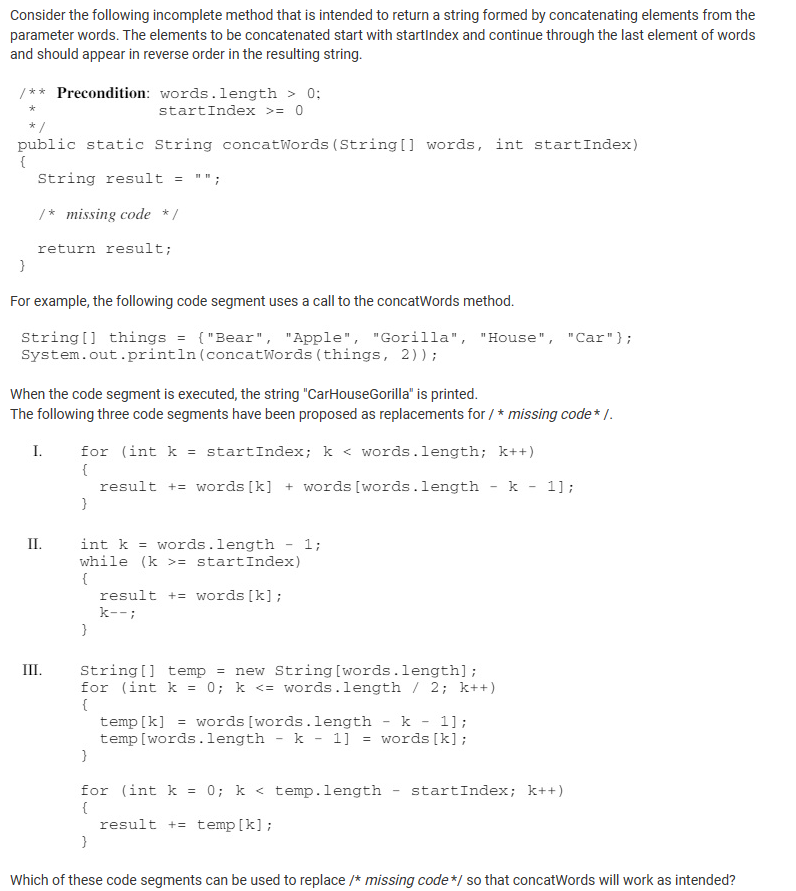 Consider the following incomplete method that is intended to return a string formed by concatenating elements from the
parameter words. The elements to be concatenated start with startIndex and continue through the last element of words
and should appear in reverse order in the resulting string.
/** Precondition: words.length > 0;
* startIndex >= 0
*/
public static String concatWords(String[] words, int startIndex)
{
String result = "";
/* missing code */
return result;
}
For example, the following code segment uses a call to the concatWords method.
String[] things = {"Bear", "Apple", "Gorilla", "House", "Car"};
System.out.println(concatWords(things, 2));
When the code segment is executed, the string "CarHouseGorilla" is printed.
The following three code segments have been proposed as replacements for / * missing code* /.
I. for (int k = startIndex; k < words.length; k++)
{
result += words[k] + words[words.length - k - 1];
}
II. int k = words.length - 1;
while (k >= startIndex)
{
result += words[k];
k--;
}
III. String[] temp = new String[words.length];
for (int k = 0; k <= words.length / 2; k++)
{
temp[k] = words[words.length - k - 1];
temp[words.length - k - 1] = words[k];
}
for (int k = 0; k < temp.length - startIndex; k++)
{
result += temp[k];
}
Which of these code segments can be used to replace /* missing code*/ so that concatWords will work as intended?